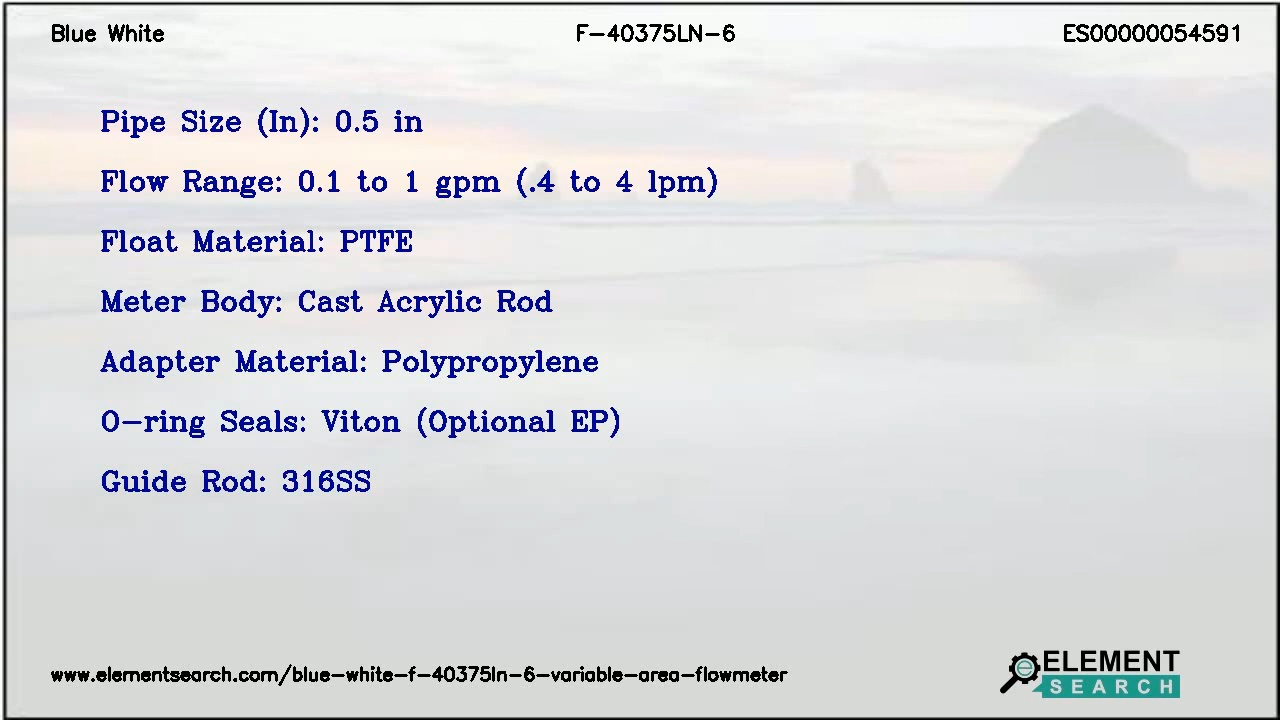 Blue White F-40375LN-6 ES00000054591
Pipe Size (In): 0.5 in
Flow Range: 0.1 to 1 gpm (.4 to 4 lpm)
Float Material: PTFE
Meter Body: Cast Acrylic Rod
Adapter Material: Polypropylene
O-ring Seals: Viton (Optional EP)
Guide Rod: 316SS
www.elementsearch.com/blue-white-f-40375ln-6-variable-area-flowmeter
e ELEMENT
SEARCH